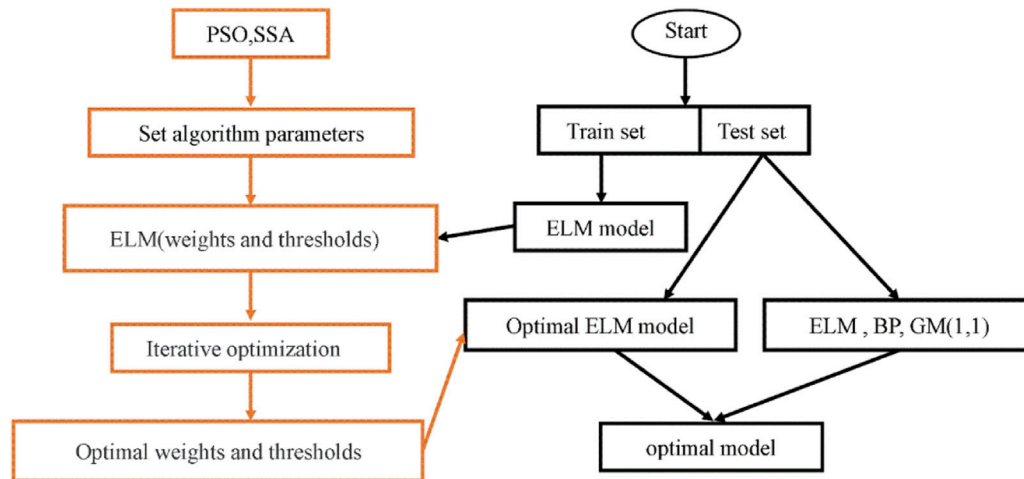 PSO,SSA
Start
Set algorithm parameters
Train set
Test set
ELM(weights and thresholds)
ELM model
Iterative optimization
Optimal ELM model
ELM , BP, GM(1,1)
Optimal weights and thresholds
optimal model